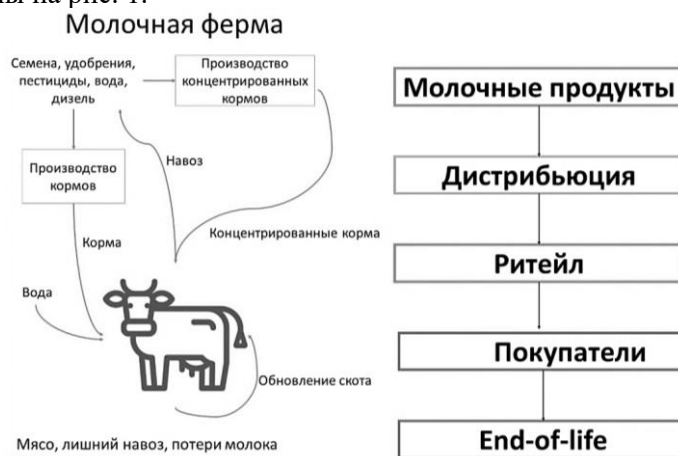 ны на рис. 1.
Молочная ферма
Семена, удобрения,
пестициды, вода,
дизель
Производство
концентрированных
кормов
Навоз
Производство
кормов
Корма
Концентрированные корма
Вода
Обновление скота
Мясо, лишний навоз, потери молока
Молочные продукты
Дистрибьюция
Ритейл
Покупатели
End-of-life